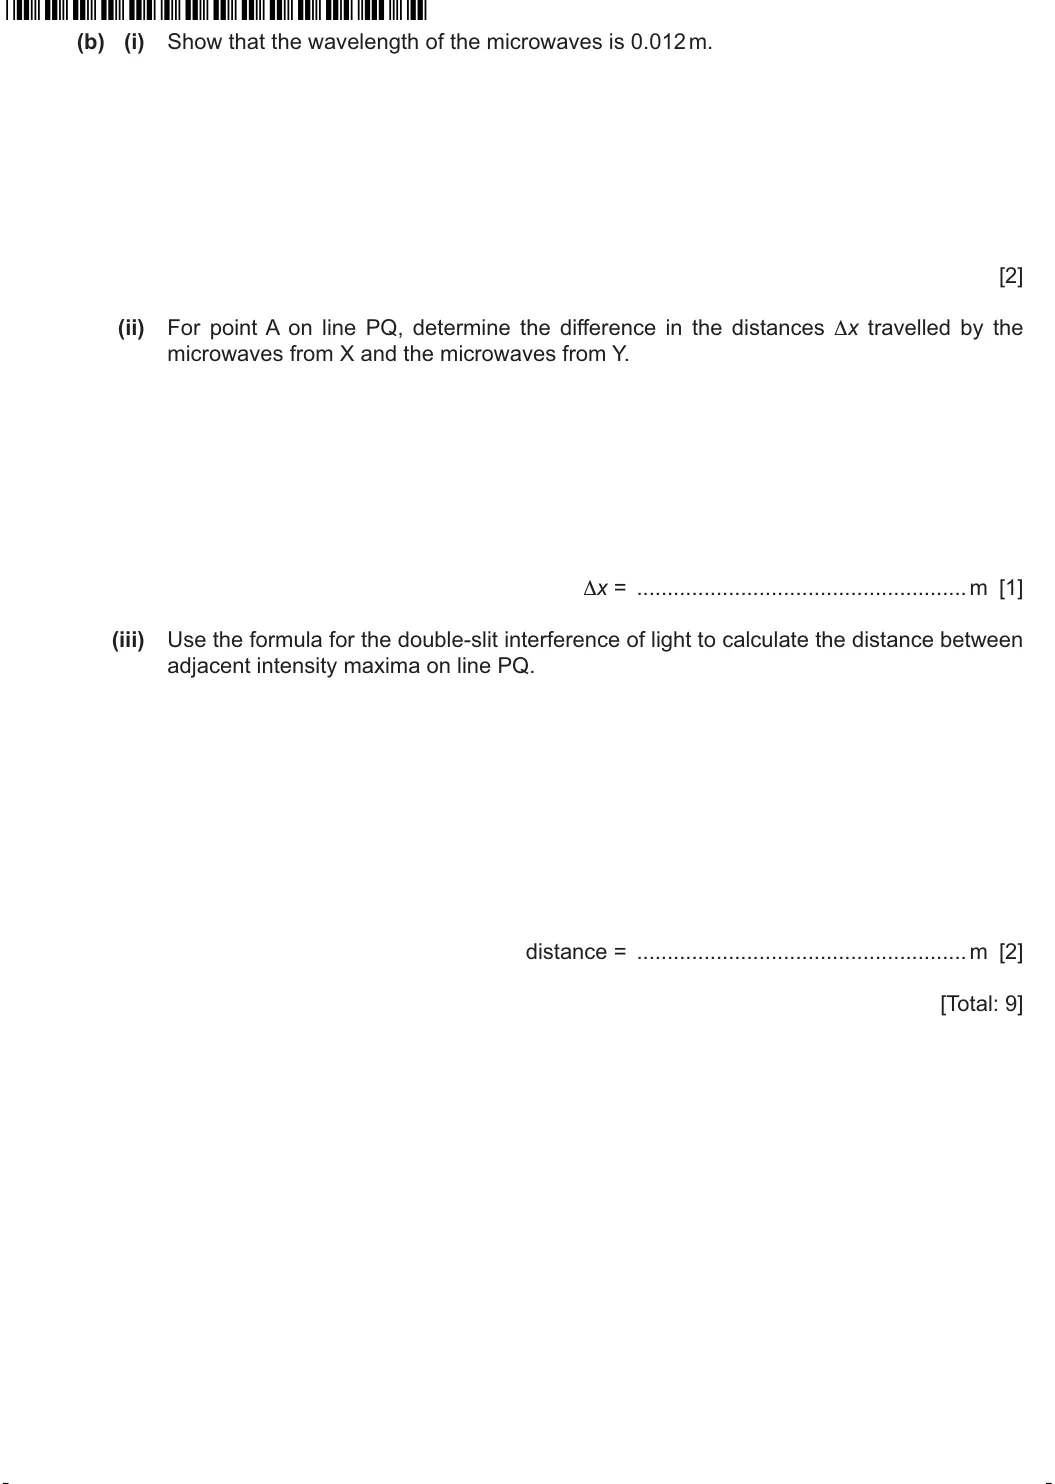 (b) (i) Show that the wavelength of the microwaves is 0.012 m.
[2]
(ii) For point A on line PQ, determine the difference in the distances Δx travelled by the
microwaves from X and the microwaves from Y.
Δx = ...................................................... m [1]
(iii) Use the formula for the double-slit interference of light to calculate the distance between
adjacent intensity maxima on line PQ.
distance = ...................................................... m [2]
[Total: 9]